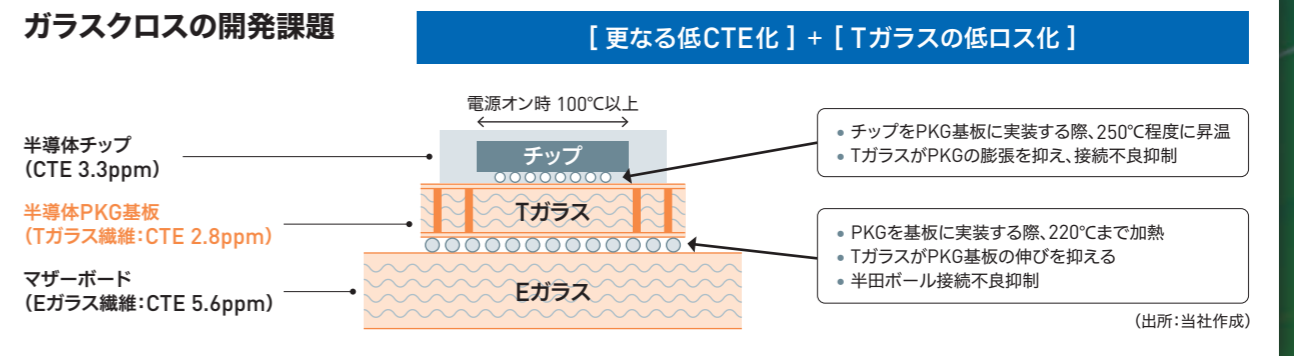 ガラスクロスの開発課題
[ 更なる低CTE化 ] + [ Tガラスの低ロス化 ]
電源オン時 100℃以上
半導体チップ
(CTE 3.3ppm)
チップ
• チップをPKG基板に実装する際、250℃程度に昇温
• TガラスがPKGの膨張を抑え、接続不良抑制
半導体PKG基板
(Tガラス繊維:CTE 2.8ppm)
Tガラス
• PKGを基板に実装する際、220℃まで加熱
• TガラスがPKG基板の伸びを抑える
• 半田ボール接続不良抑制
マザーボード
(Eガラス繊維:CTE 5.6ppm)
Eガラス
(出所:当社作成)